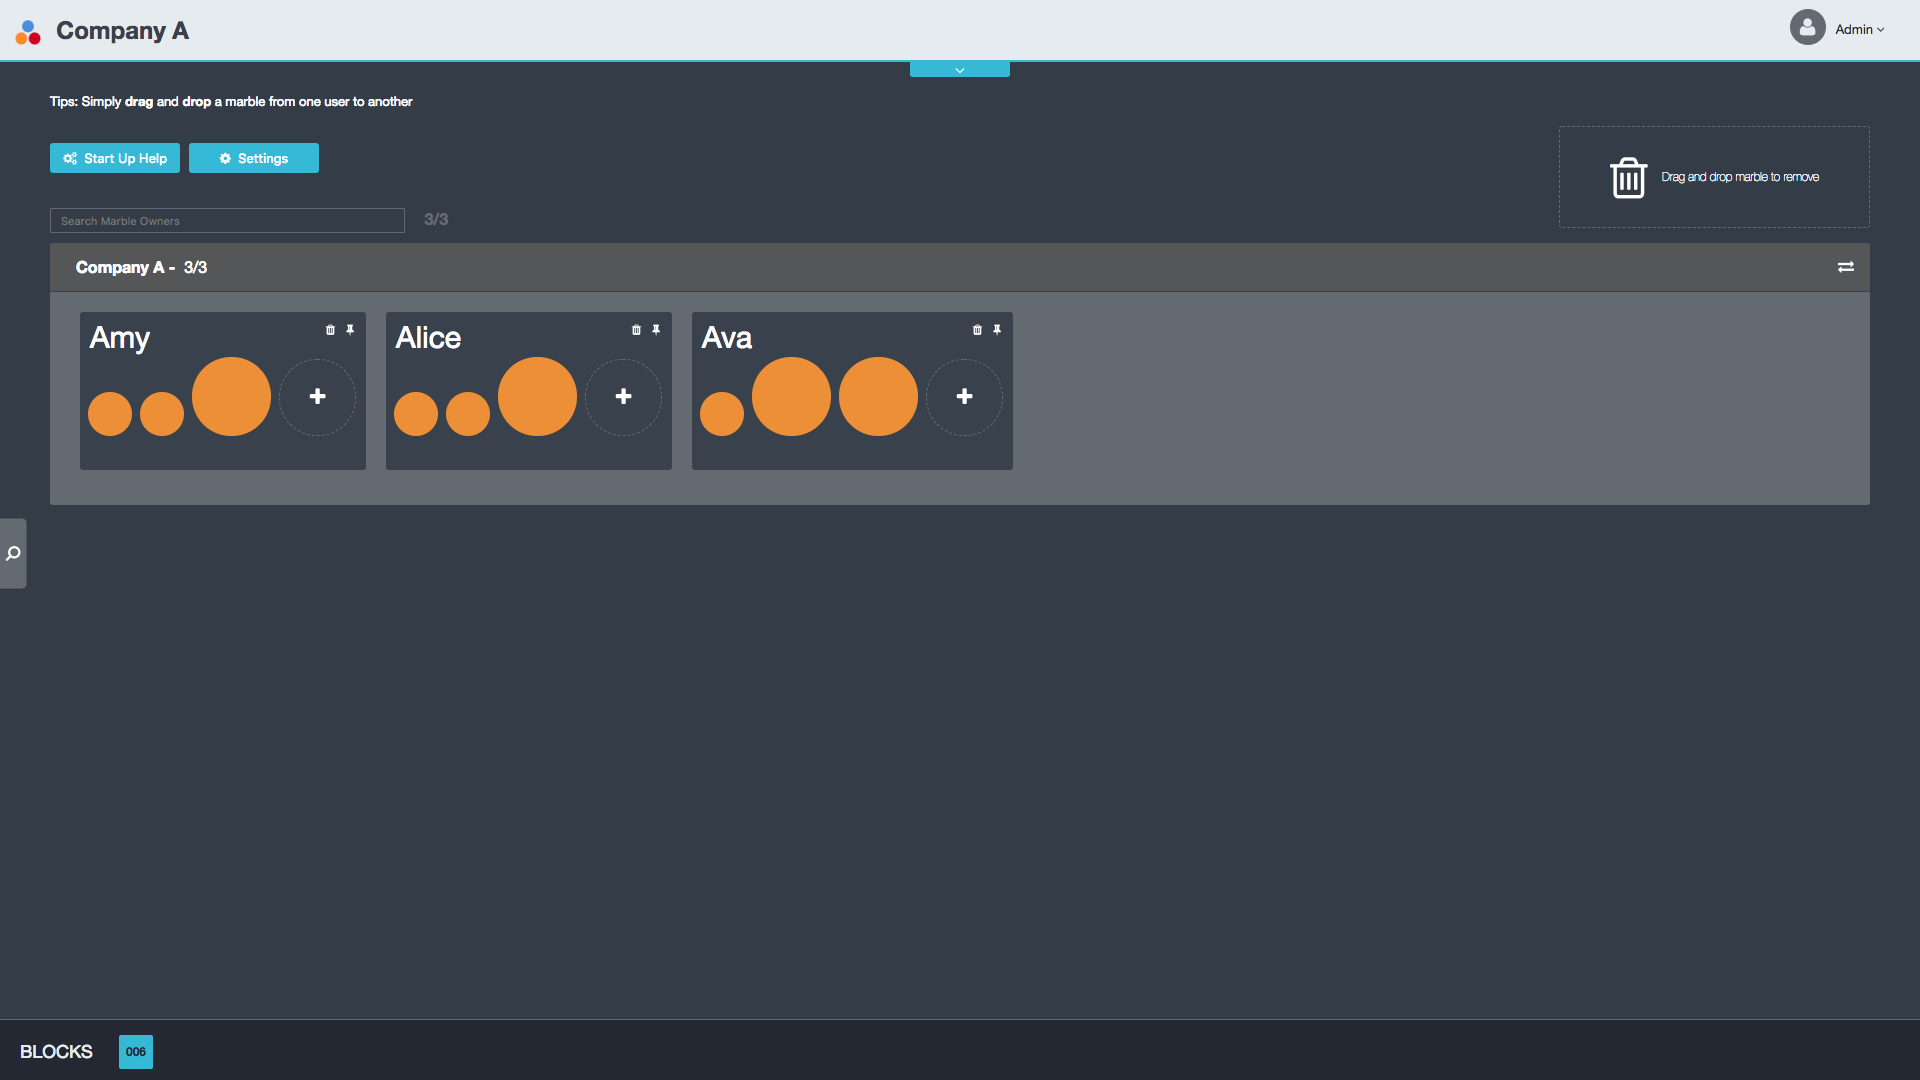 Company A
Admin
Tips: Simply drag and drop a marble from one user to another
Start Up Help
Settings
Drag and drop marble to remove
Search Marble Owners
3/3
Company A - 3/3
Amy
Alice
Ava
BLOCKS
006